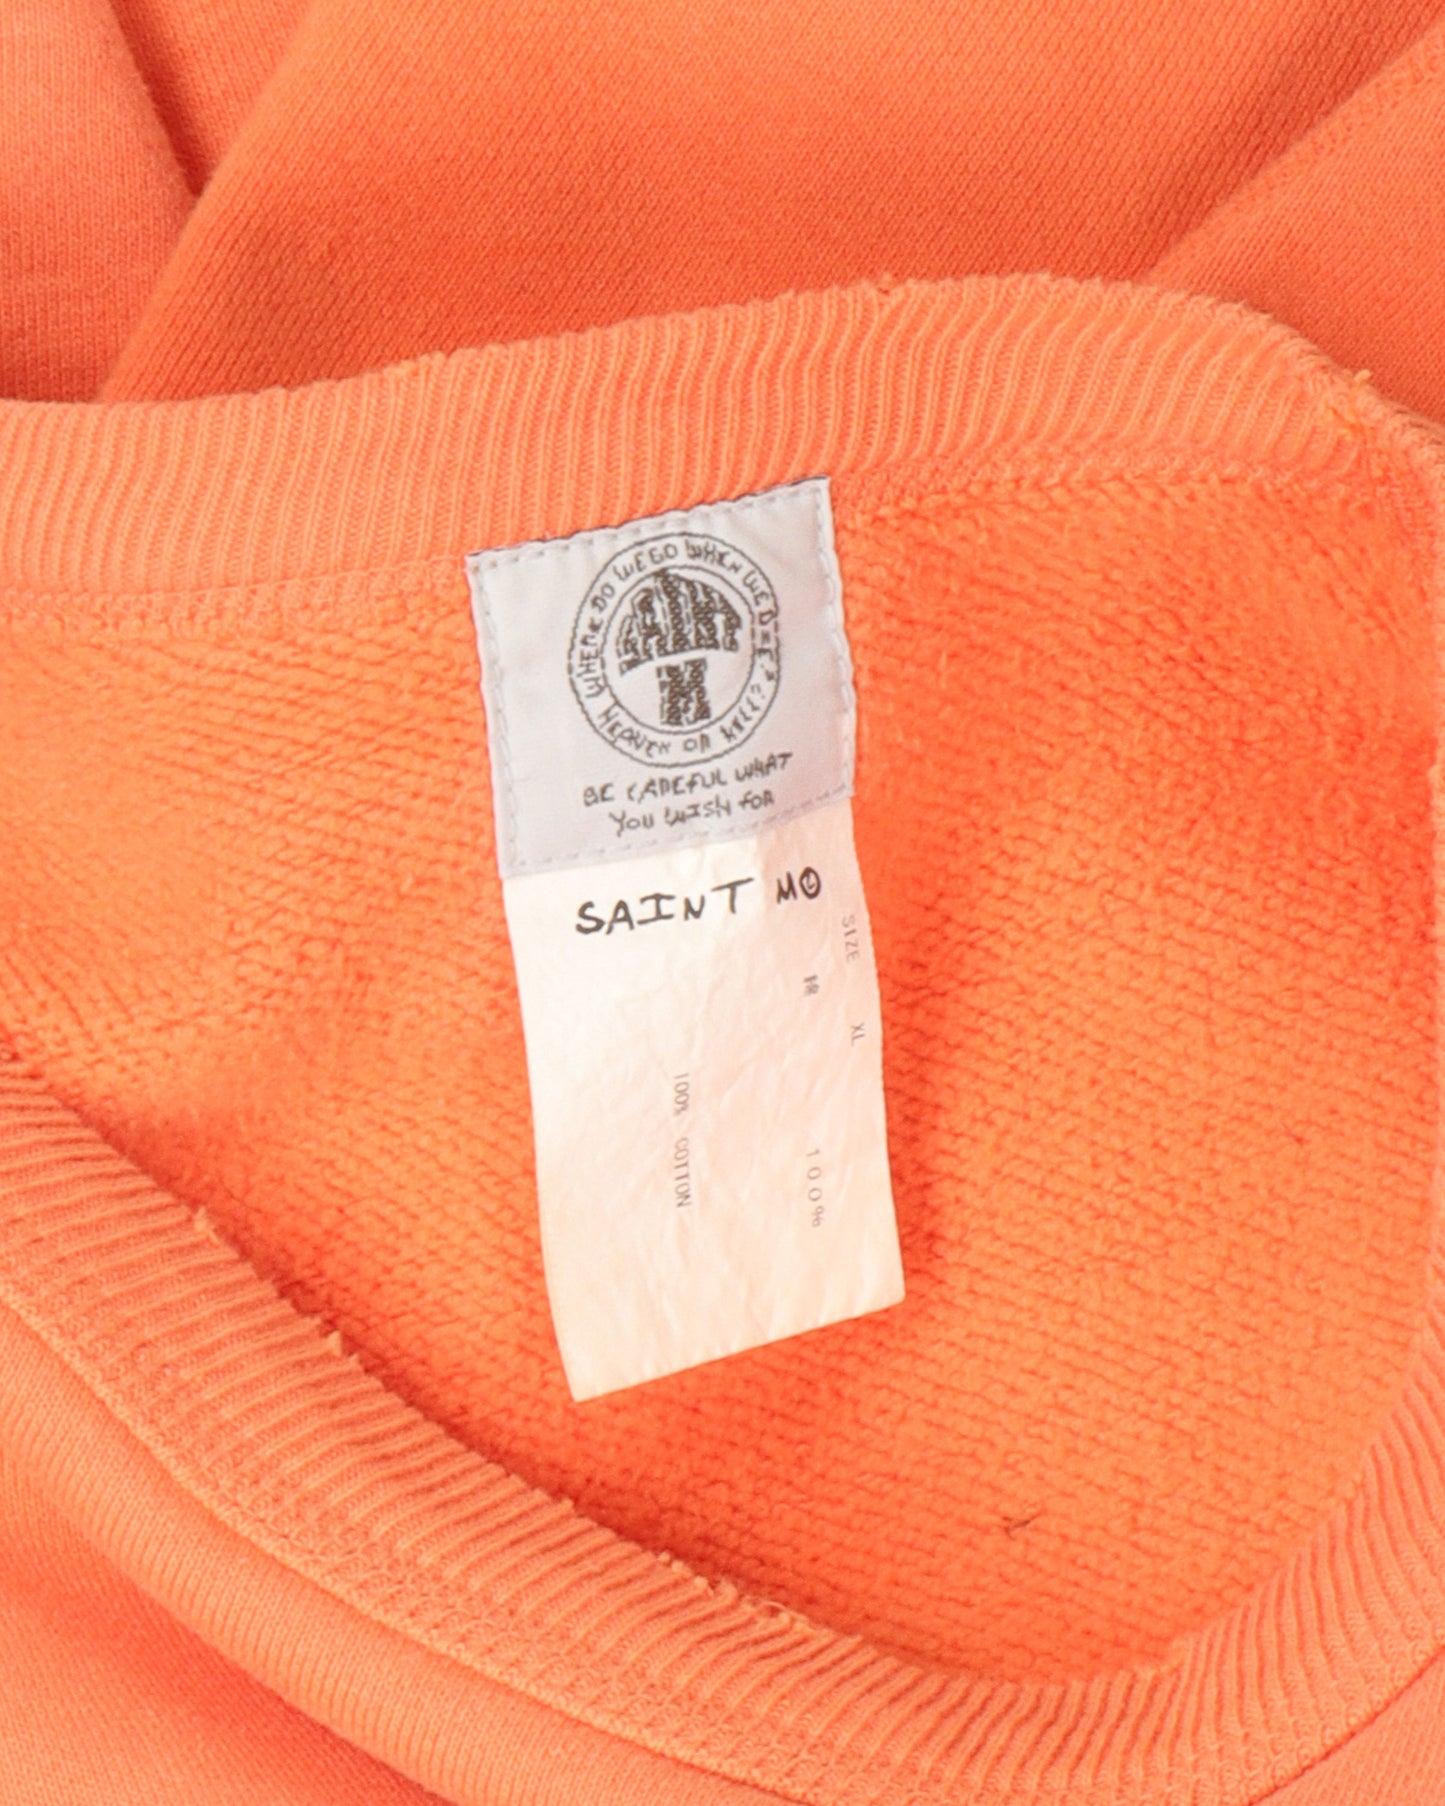 WHERE DO WE GO WHEN WE DEF?
HEAVEN OR HELL?
BE CAREFUL WHAT
YOU WISH FOR
SAINT MO
SIZE XL
100%
100% COTTON